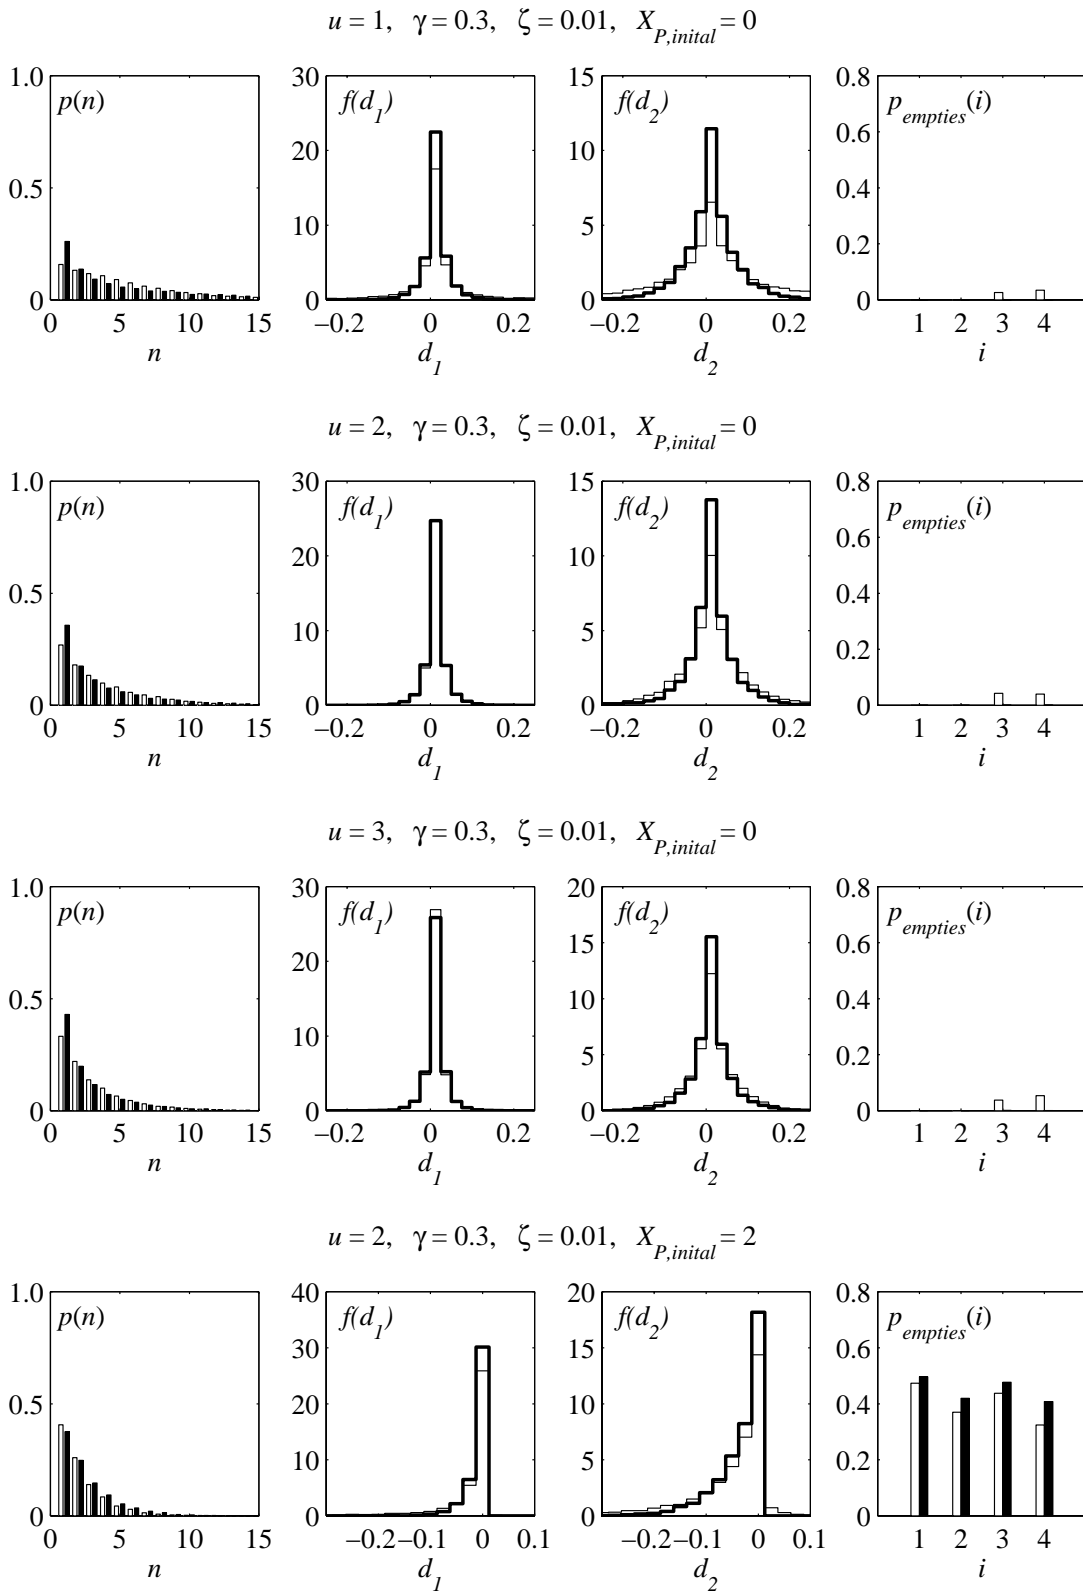 u = 1, γ = 0.3, ζ = 0.01, X_{P,inital} = 0
1.0 30 15 0.8
p(n) f(d_1) f(d_2) p_{empties}(i)
0.6
20 10
0.5 0.4
10 5
0.2
0 0 0 0
0 5 10 15 −0.2 0 0.2 −0.2 0 0.2 1 2 3 4
n d_1 d_2 i
u = 2, γ = 0.3, ζ = 0.01, X_{P,inital} = 0
1.0 30 15 0.8
p(n) f(d_1) f(d_2) p_{empties}(i)
0.6
20 10
0.5 0.4
10 5
0.2
0 0 0 0
0 5 10 15 −0.2 0 0.2 −0.2 0 0.2 1 2 3 4
n d_1 d_2 i
u = 3, γ = 0.3, ζ = 0.01, X_{P,inital} = 0
1.0 30 20 0.8
p(n) f(d_1) f(d_2) p_{empties}(i)
15 0.6
20
0.5 10 0.4
10
5 0.2
0 0 0 0
0 5 10 15 −0.2 0 0.2 −0.2 0 0.2 1 2 3 4
n d_1 d_2 i
u = 2, γ = 0.3, ζ = 0.01, X_{P,inital} = 2
1.0 40 20 0.8
p(n) f(d_1) f(d_2) p_{empties}(i)
30 15 0.6
0.5 20 10 0.4
10 5 0.2
0 0 0 0
0 5 10 15 −0.2 −0.1 0 0.1 −0.2 −0.1 0 0.1 1 2 3 4
n d_1 d_2 i